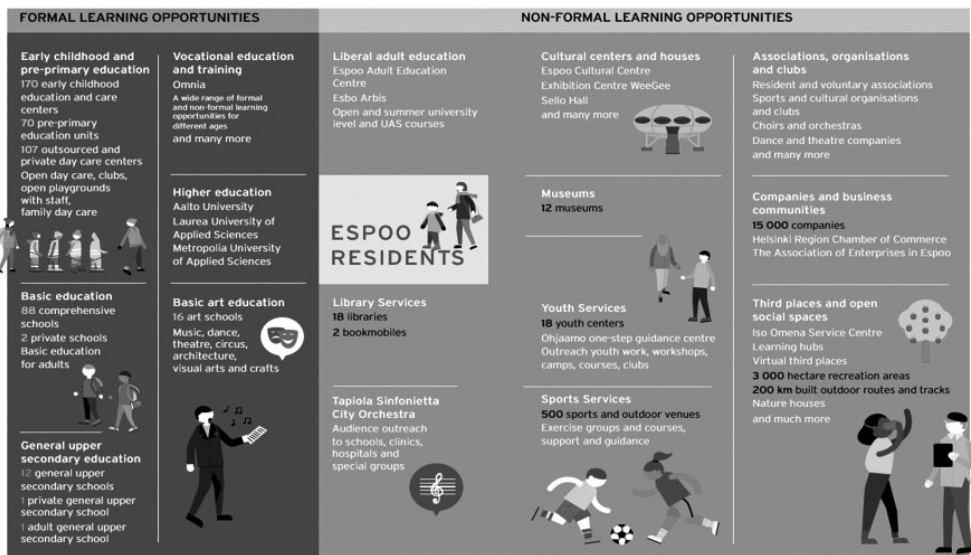 FORMAL LEARNING OPPORTUNITIES
Early childhood and
pre-primary education
170 early childhood
education and care
centers
70 pre-primary
education units
107 outsourced and
private day care centers
Open day care, clubs,
open playgrounds
with staff,
family day care
Basic education
88 comprehensive
schools
2 private schools
Basic education
for adults
General upper
secondary education
12 general upper
secondary schools
1 private general upper
secondary school
1 adult general upper
secondary school
Vocational education
and training
Omnia
A wide range of formal
and non-formal learning
opportunities for
different ages
and many more
Higher education
Aalto University
Laurea University of
Applied Sciences
Metropolia University
of Applied Sciences
Basic art education
16 art schools
Music, dance,
theatre, circus,
architecture,
visual arts and crafts
NON-FORMAL LEARNING OPPORTUNITIES
Liberal adult education
Espoo Adult Education
Centre
Esbo Arbis
Open and summer university
level and UAS courses
ESPOO
RESIDENTS
Library Services
18 libraries
2 bookmobiles
Tapiola Sinfonietta
City Orchestra
Audience outreach
to schools, clinics,
hospitals and
special groups
Cultural centers and houses
Espoo Cultural Centre
Exhibition Centre WeeGee
Sello Hall
and many more
Museums
12 museums
Youth Services
18 youth centers
Ohjaamo one-step guidance centre
Outreach youth work, workshops,
camps, courses, clubs
Sports Services
500 sports and outdoor venues
Exercise groups and courses,
support and guidance
Associations, organisations
and clubs
Resident and voluntary associations
Sports and cultural organisations
and clubs
Choirs and orchestras
Dance and theatre companies
and many more
Companies and business
communities
15 000 companies
Helsinki Region Chamber of Commerce
The Association of Enterprises in Espoo
Third places and open
social spaces
Iso Omena Service Centre
Learning hubs
Virtual third places
3 000 hectare recreation areas
200 km built outdoor routes and tracks
Nature houses
and much more